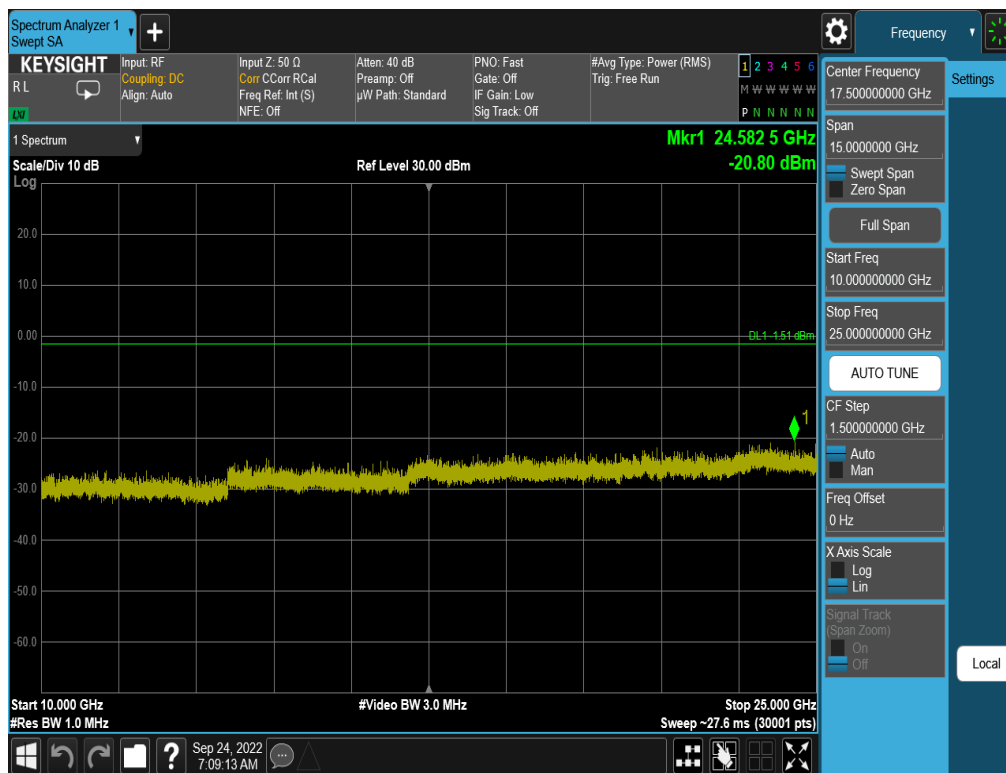 Spectrum Analyzer 1
Swept SA
+
Frequency
KEYSIGHT
R L
LXI
Input: RF
Coupling: DC
Align: Auto
Input Z: 50 Ω
Corr CCorr RCal
Freq Ref: Int (S)
NFE: Off
Atten: 40 dB
Preamp: Off
µW Path: Standard
PNO: Fast
Gate: Off
IF Gain: Low
Sig Track: Off
#Avg Type: Power (RMS)
Trig: Free Run
1 2 3 4 5 6
M W W W W W
P N N N N N
1 Spectrum
Scale/Div 10 dB
Log
Ref Level 30.00 dBm
Mkr1 24.582 5 GHz
-20.80 dBm
20.0
10.0
0.00
DL1 -1.51 dBm
-10.0
-20.0
1
-30.0
-40.0
-50.0
-60.0
Start 10.000 GHz
#Video BW 3.0 MHz
Stop 25.000 GHz
#Res BW 1.0 MHz
Sweep ~27.6 ms (30001 pts)
Center Frequency
17.500000000 GHz
Settings
Span
15.0000000 GHz
Swept Span
Zero Span
Full Span
Start Freq
10.000000000 GHz
Stop Freq
25.000000000 GHz
AUTO TUNE
CF Step
1.500000000 GHz
Auto
Man
Freq Offset
0 Hz
X Axis Scale
Log
Lin
Signal Track
(Span Zoom)
On
Off
Local
?
Sep 24, 2022
7:09:13 AM